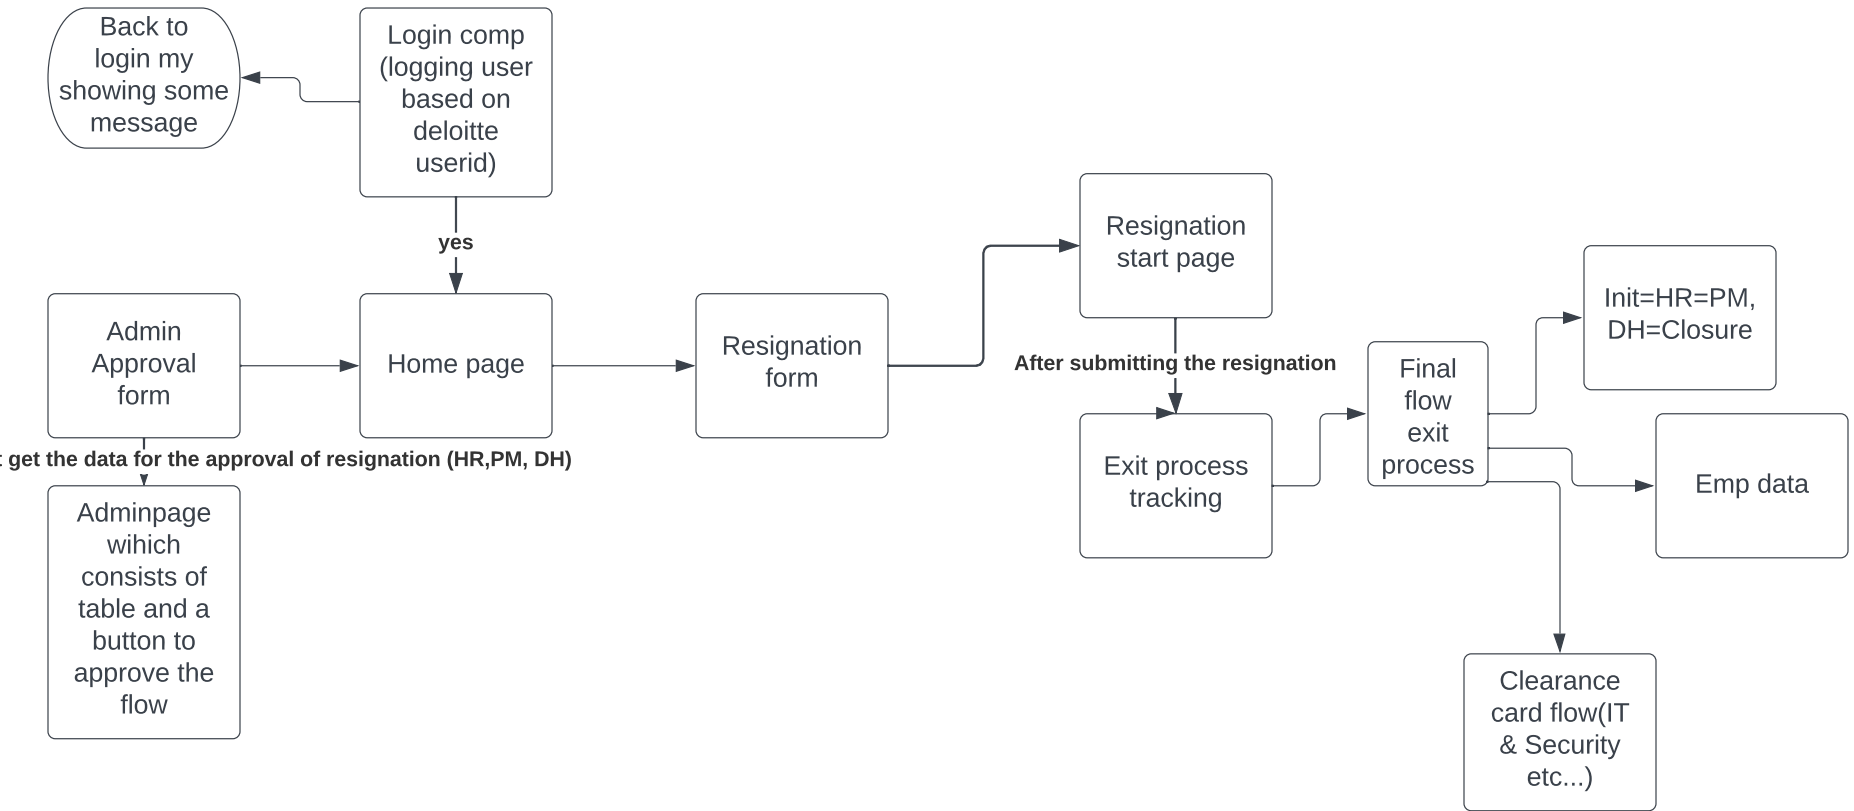 Back to
login my
showing some
message
Login comp
(logging user
based on
deloitte
userid)
yes
Admin
Approval
form
Home page
Resignation
form
Resignation
start page
After submitting the resignation
Exit process
tracking
Final
flow
exit
process
Init=HR=PM,
DH=Closure
Emp data
get the data for the approval of resignation (HR,PM, DH)
Adminpage
wihich
consists of
table and a
button to
approve the
flow
Clearance
card flow(IT
& Security
etc...)